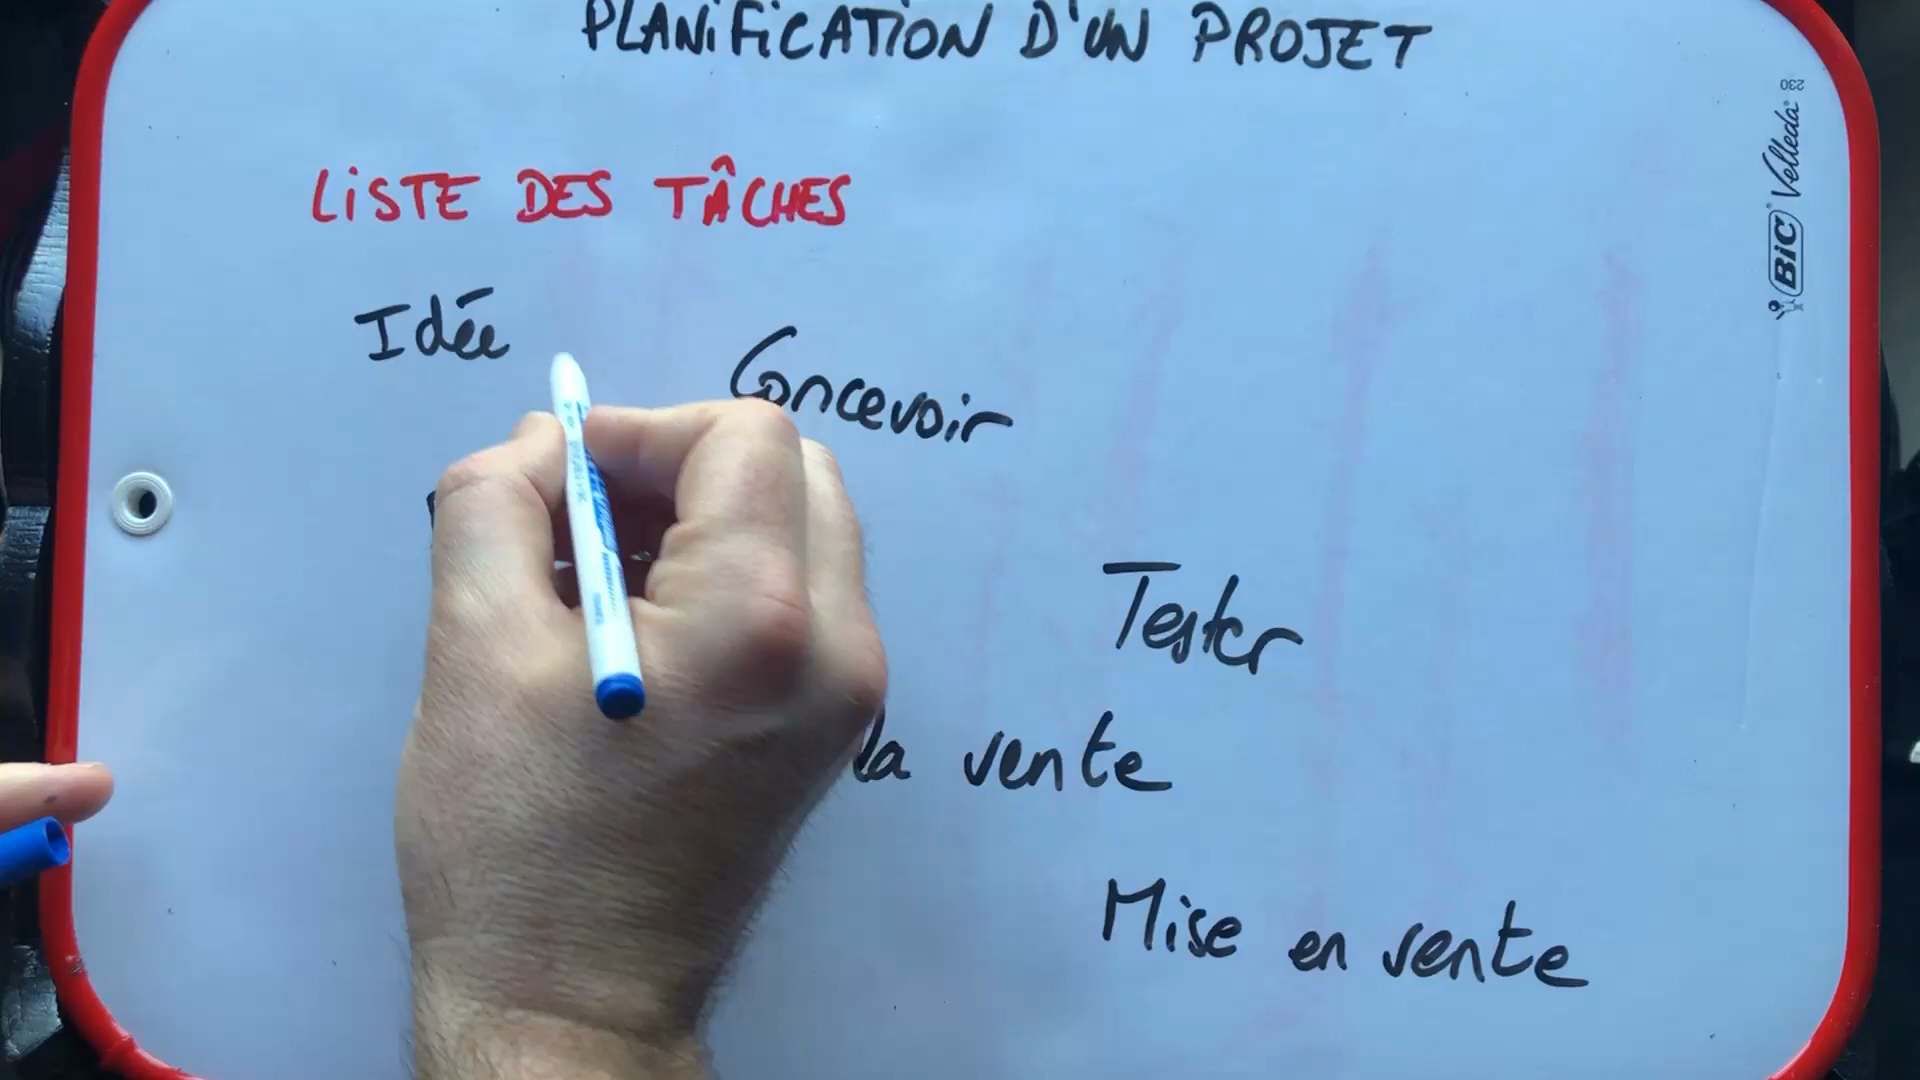 PLANIFICATION D'UN PROJET
LISTE DES TÂCHES
Idée
Concevoir
Tester
la vente
Mise en vente
BIC Velleda 230